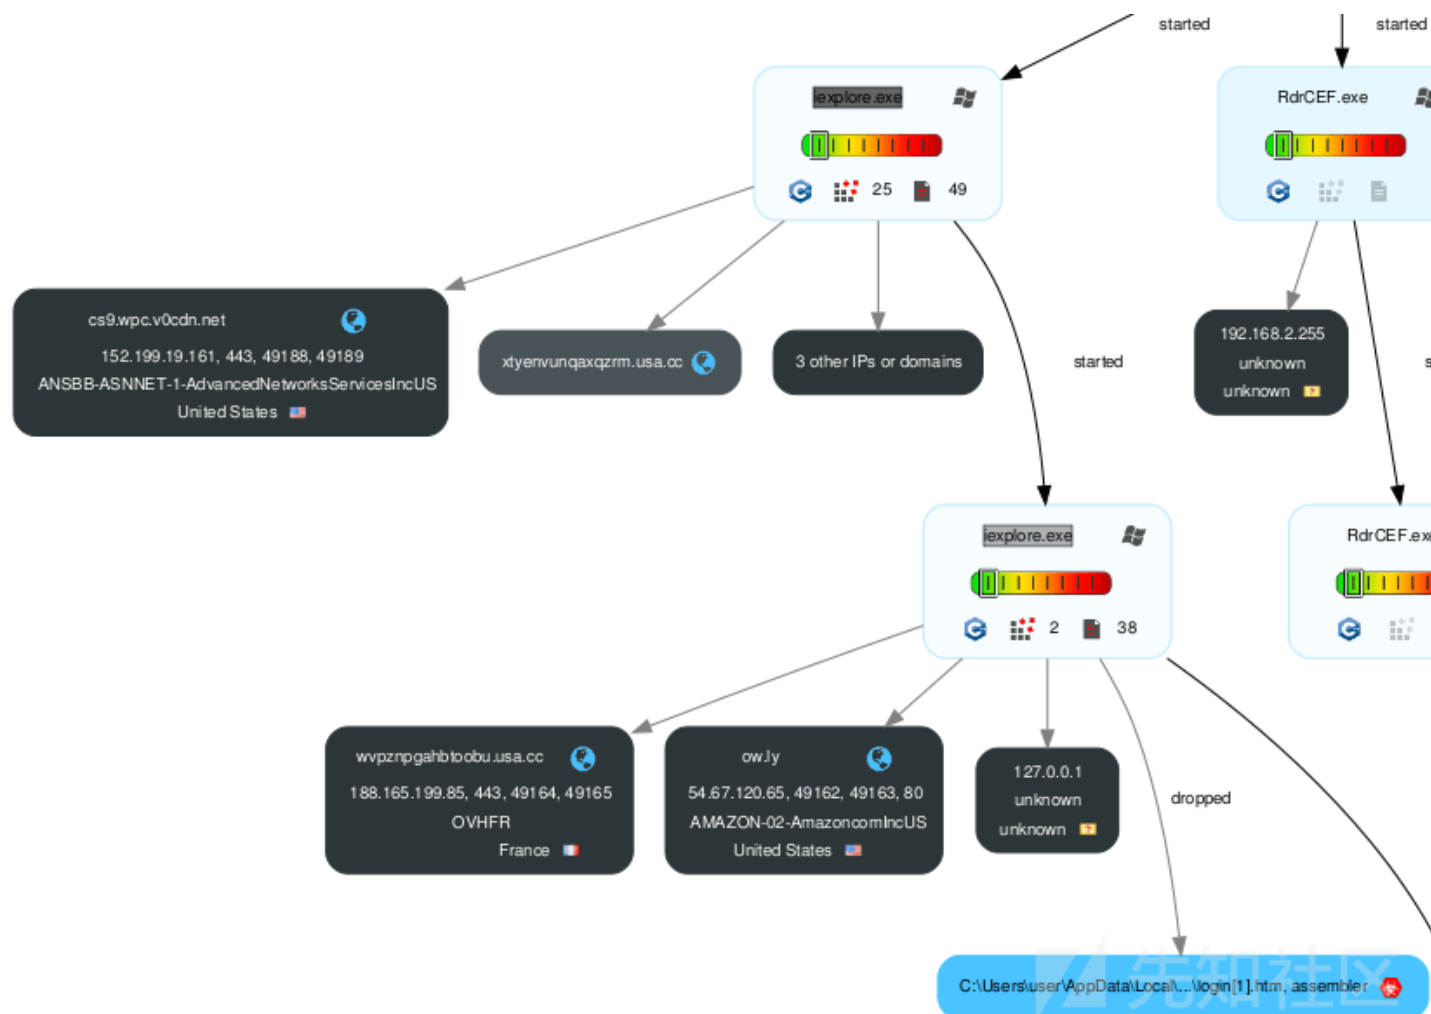 started
started
iexplore.exe
RdrCEF.exe
25
49
cs9.wpc.v0cdn.net
152.199.19.161, 443, 49188, 49189
ANSBB-ASNNET-1-AdvancedNetworksServicesIncUS
United States
xtyenvunqaxqzrm.usa.cc
3 other IPs or domains
started
192.168.2.255
unknown
unknown
s
iexplore.exe
RdrCEF.exe
2
38
wvpznpgahbtoobu.usa.cc
188.165.199.85, 443, 49164, 49165
OVHFR
France
ow.ly
54.67.120.65, 49162, 49163, 80
AMAZON-02-AmazoncomIncUS
United States
127.0.0.1
unknown
unknown
dropped
C:\Users\user\AppData\Local\...\login[1].htm, assembler
先知社区